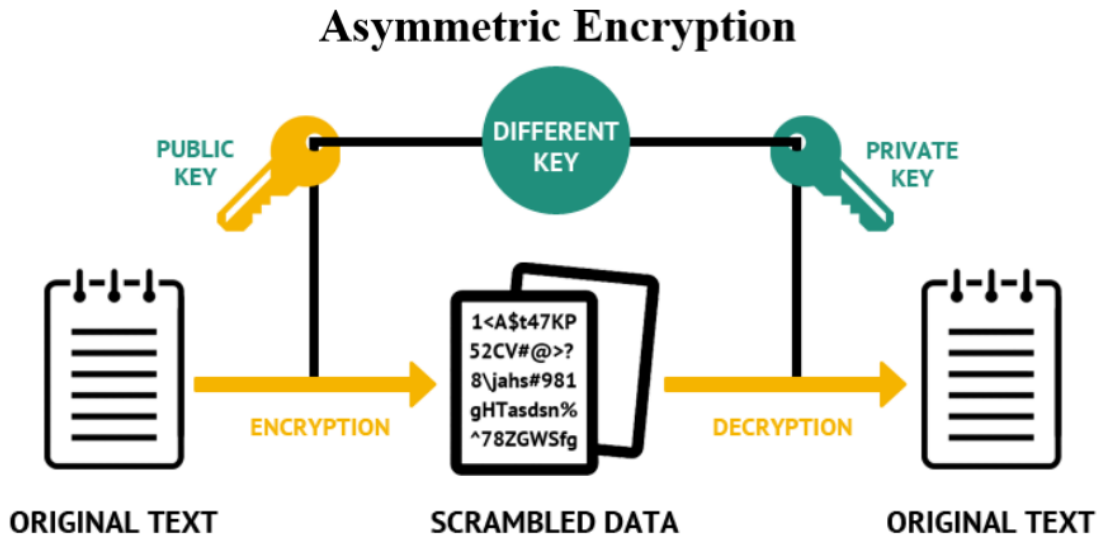 Asymmetric Encryption
PUBLIC
KEY
DIFFERENT
KEY
PRIVATE
KEY
1<A$t47KP
52CV#@>?
8\jahs#981
gHTasdsn%
^78ZGWSfg
ENCRYPTION
DECRYPTION
ORIGINAL TEXT
SCRAMBLED DATA
ORIGINAL TEXT